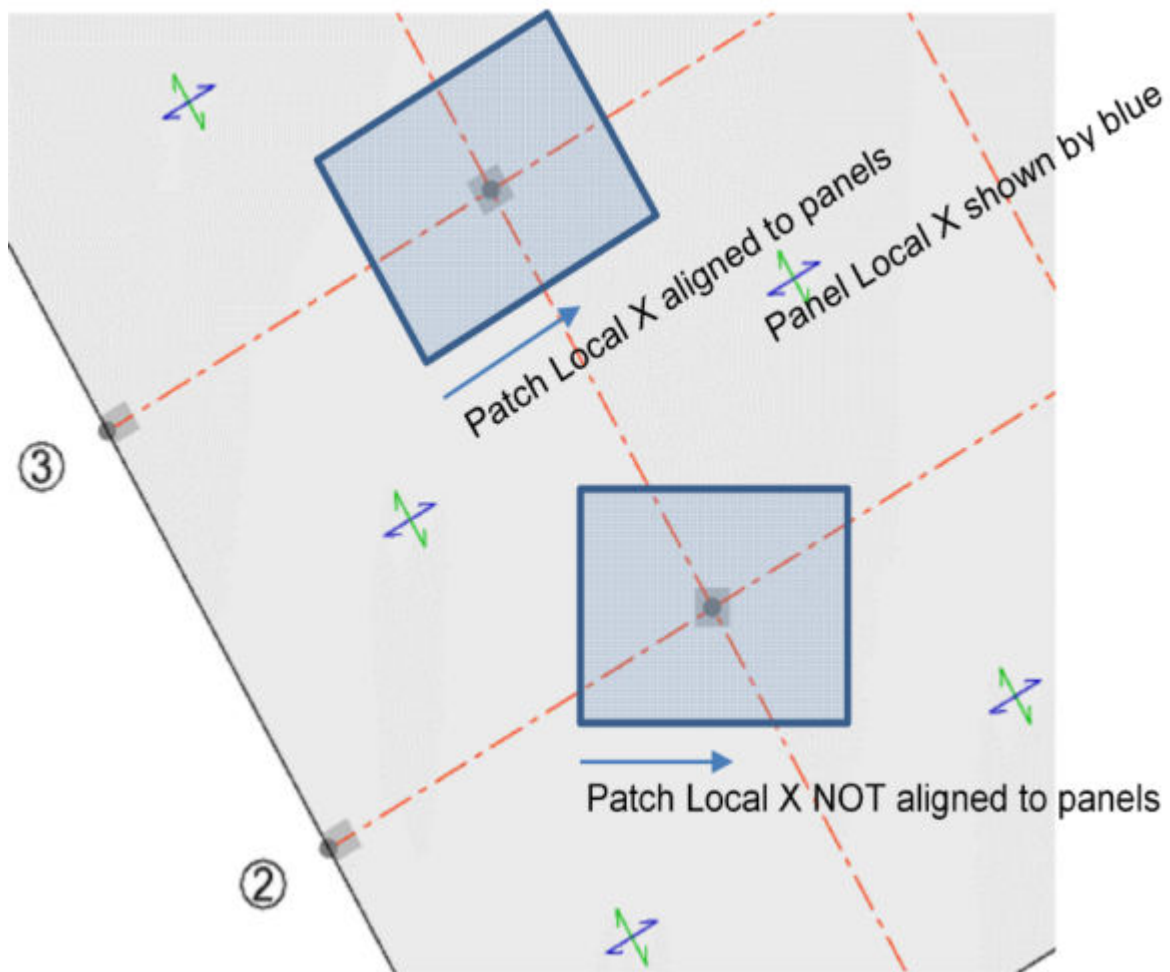 Patch Local X aligned to panels
Panel Local X shown by blue
3
Patch Local X NOT aligned to panels
2